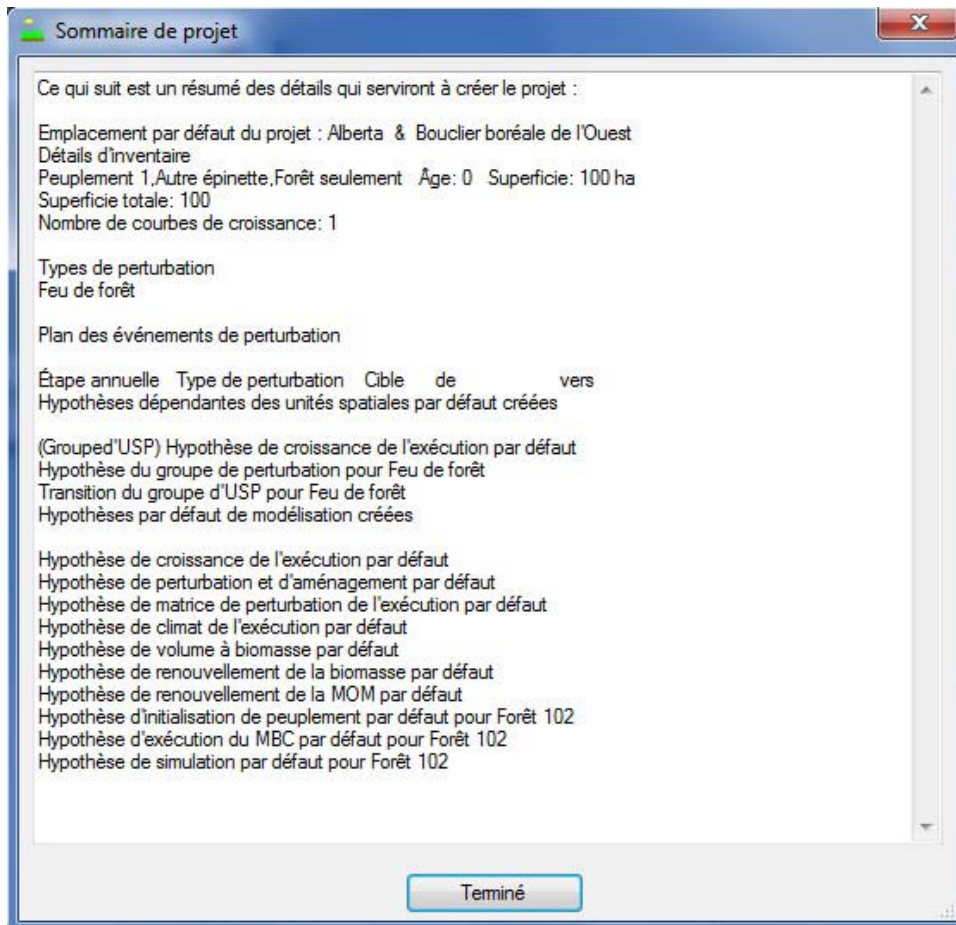 Sommaire de projet
Ce qui suit est un résumé des détails qui serviront à créer le projet :
Emplacement par défaut du projet : Alberta & Bouclier boréale de l'Ouest
Détails d'inventaire
Peuplement 1,Autre épinette,Forêt seulement Âge: 0 Superficie: 100 ha
Superficie totale: 100
Nombre de courbes de croissance: 1
Types de perturbation
Feu de forêt
Plan des événements de perturbation
Étape annuelle Type de perturbation Cible de vers
Hypothèses dépendantes des unités spatiales par défaut créées
(Grouped'USP) Hypothèse de croissance de l'exécution par défaut
Hypothèse du groupe de perturbation pour Feu de forêt
Transition du groupe d'USP pour Feu de forêt
Hypothèses par défaut de modélisation créées
Hypothèse de croissance de l'exécution par défaut
Hypothèse de perturbation et d'aménagement par défaut
Hypothèse de matrice de perturbation de l'exécution par défaut
Hypothèse de climat de l'exécution par défaut
Hypothèse de volume à biomasse par défaut
Hypothèse de renouvellement de la biomasse par défaut
Hypothèse de renouvellement de la MOM par défaut
Hypothèse d'initialisation de peuplement par défaut pour Forêt 102
Hypothèse d'exécution du MBC par défaut pour Forêt 102
Hypothèse de simulation par défaut pour Forêt 102
Terminé